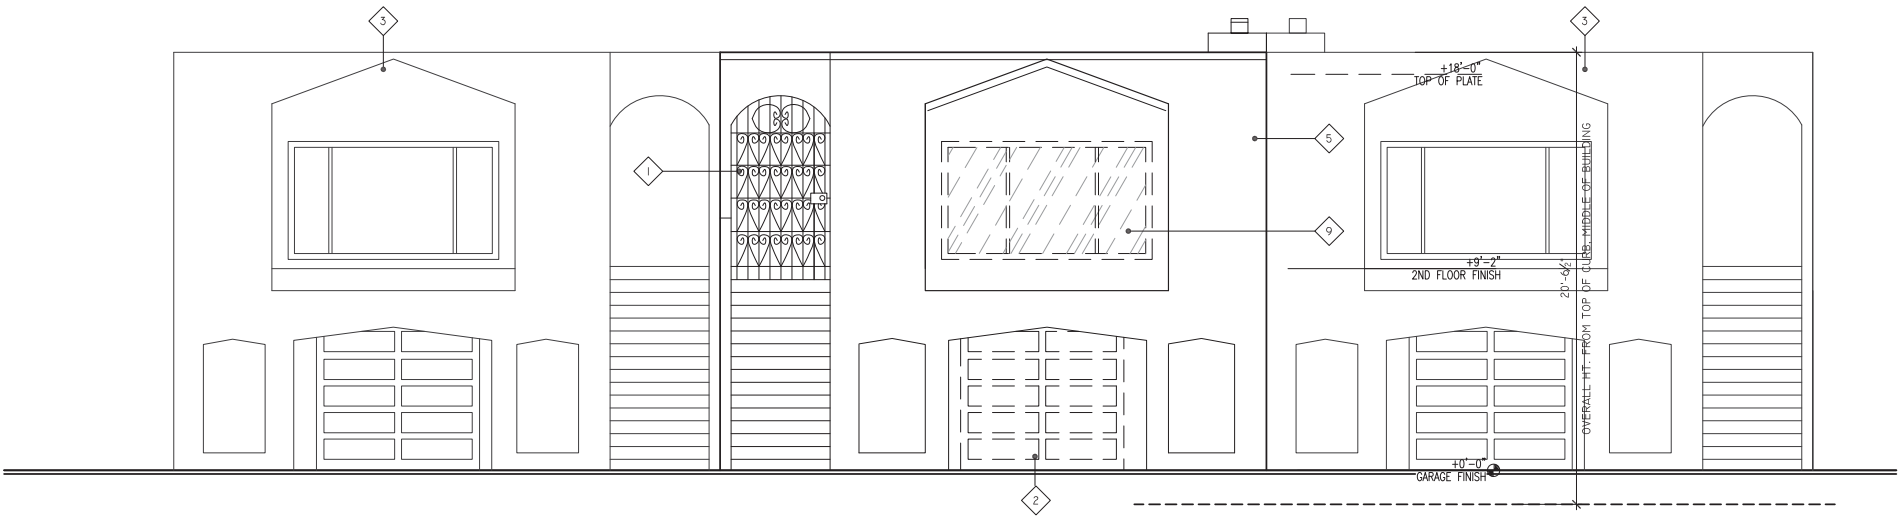 3
3
+18'-0"
TOP OF PLATE
5
1
9
+9'-2"
2ND FLOOR FINISH
20'-6½"
OVERALL HT. FROM TOP OF CURB, MIDDLE OF BUILDING
+0'-0"
GARAGE FINISH
2